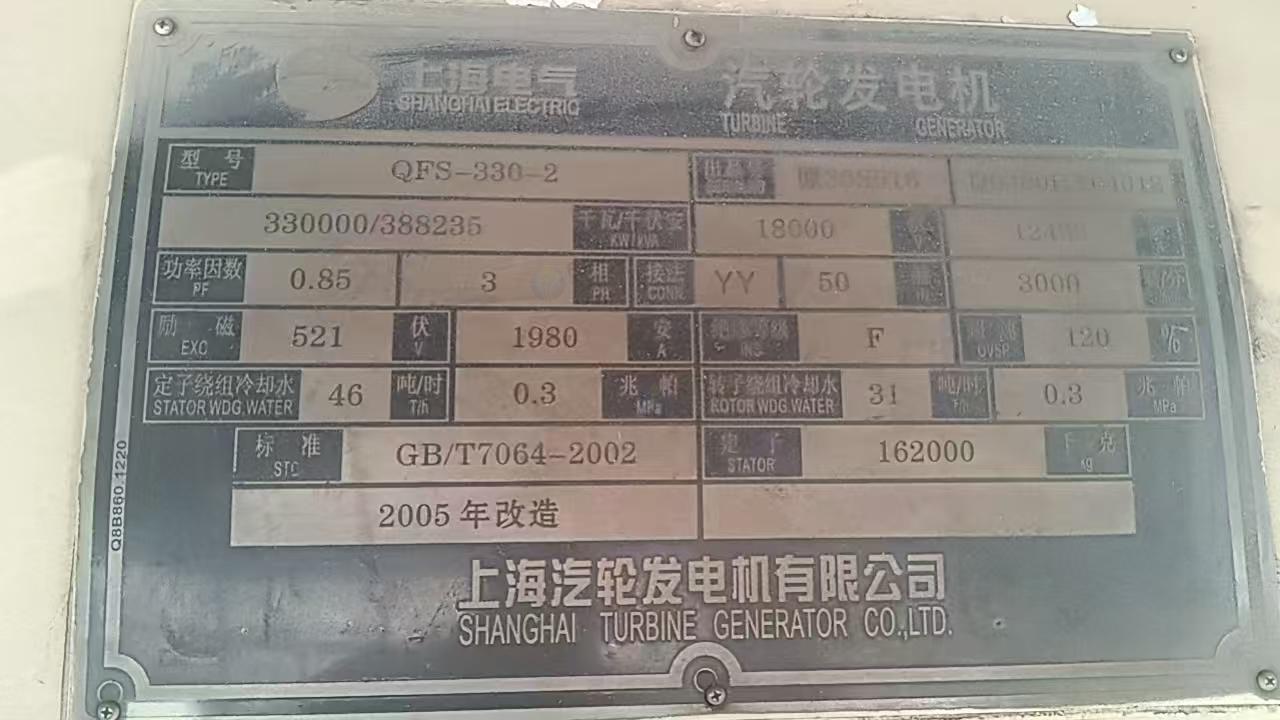 上海电气 汽轮发电机
SHANGHAI ELECTRIC TURBINE GENERATOR
型号 TYPE QFS-330-2
330000/388235 千瓦/千伏安 KW/KVA 18000 V
功率因数 PF 0.85 3 相 PH 接法 CONN. YY 50 3000
励磁 EXC 521 伏 V 1980 安 A INS F OVSP 120 %
定子绕组冷却水 STATOR WDG.WATER 46 吨/时 T/h 0.3 兆帕 MPa 转子绕组冷却水 ROTOR WDG.WATER 31 吨/时 T/h 0.3 兆帕 MPa
标准 STC GB/T7064-2002 定子 STATOR 162000 千克 kg
2005年改造
上海汽轮发电机有限公司
SHANGHAI TURBINE GENERATOR CO.,LTD.
Q8B860.1220